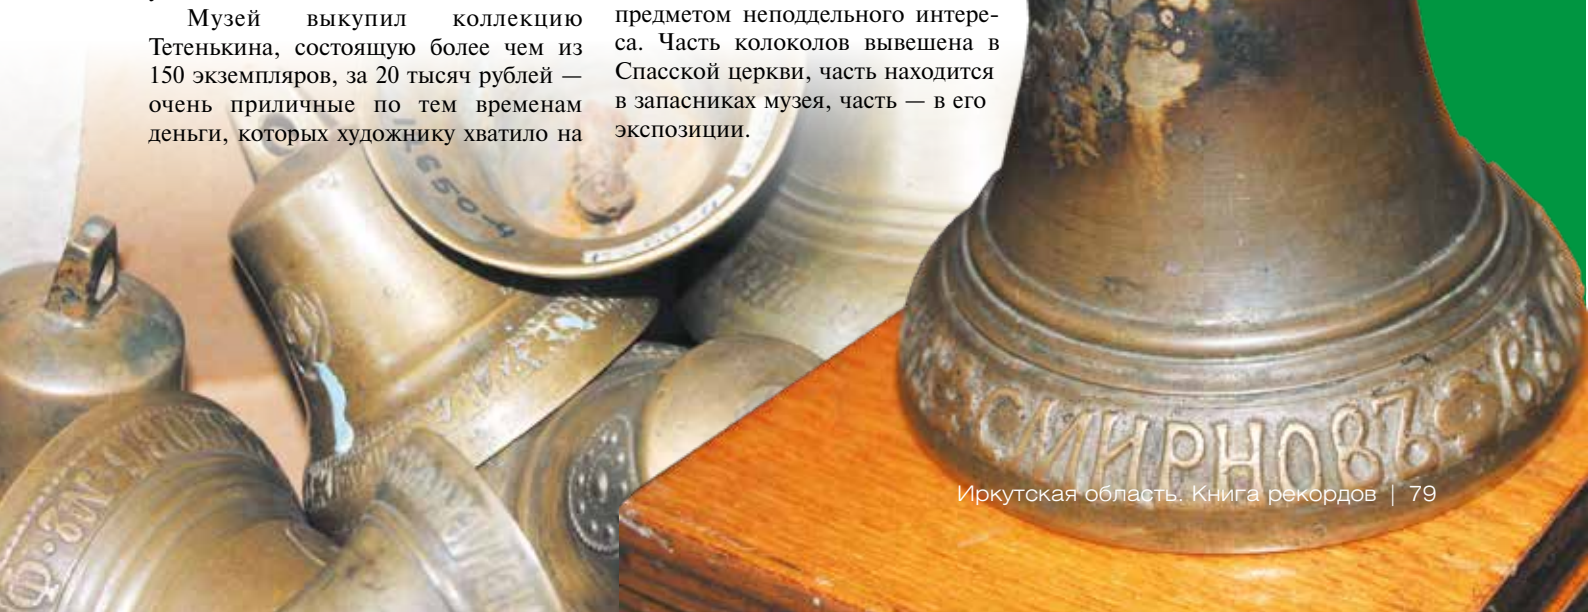 Музей выкупил коллекцию
Тетенькина, состоящую более чем из
150 экземпляров, за 20 тысяч рублей —
очень приличные по тем временам
деньги, которых художнику хватило на
предметом неподдельного интере-
са. Часть колоколов вывешена в
Спасской церкви, часть находится
в запасниках музея, часть — в его
экспозиции.
СМИРНОВЪ
Иркутская область. Книга рекордов | 79